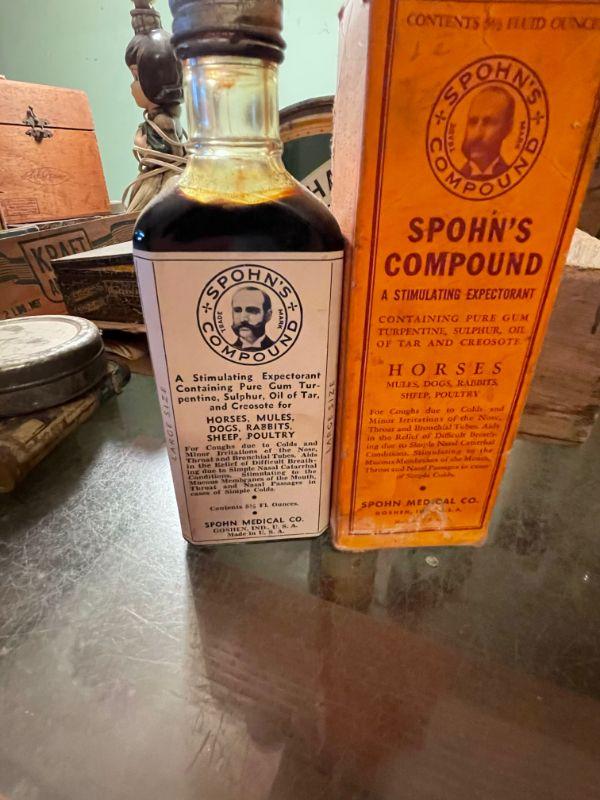 SPOHN'S
TRADE MARK
COMPOUND
A Stimulating Expectorant
Containing Pure Gum Tur-
pentine, Sulphur, Oil of Tar,
and Creosote for
HORSES, MULES,
DOGS, RABBITS,
SHEEP, POULTRY
For Coughs due to Colds and
Minor Irritations of the Nose,
Throat and Bronchial Tubes. Aids
in the Relief of Difficult Breath-
ing due to Simple Nasal Catarrhal
Conditions. Stimulating to the
Mucous Membranes of the Mouth,
Throat and Nasal Passages in
cases of Simple Colds.
Contents 5½ Fl. Ounces.
SPOHN MEDICAL CO.
GOSHEN, IND., U. S. A.
Made in U. S. A.
LARGE SIZE
LARGE SIZE
CONTENTS 5½ FLUID OUNCE
SPOHN'S
TRADE MARK
COMPOUND
SPOHN'S
COMPOUND
A STIMULATING EXPECTORANT
CONTAINING PURE GUM
TURPENTINE, SULPHUR, OIL
OF TAR AND CREOSOTE
HORSES
MULES, DOGS, RABBITS,
SHEEP, POULTRY
For Coughs due to Colds and
Minor Irritations of the Nose,
Throat and Bronchial Tubes. Aids
in the Relief of Difficult Breath-
ing due to Simple Nasal Catarrhal
Conditions. Stimulating to the
Mucous Membranes of the Mouth,
Throat and Nasal Passages in cases
of Simple Colds.
SPOHN MEDICAL CO.
GOSHEN, IND., U.S.A.
KRAFT
HA